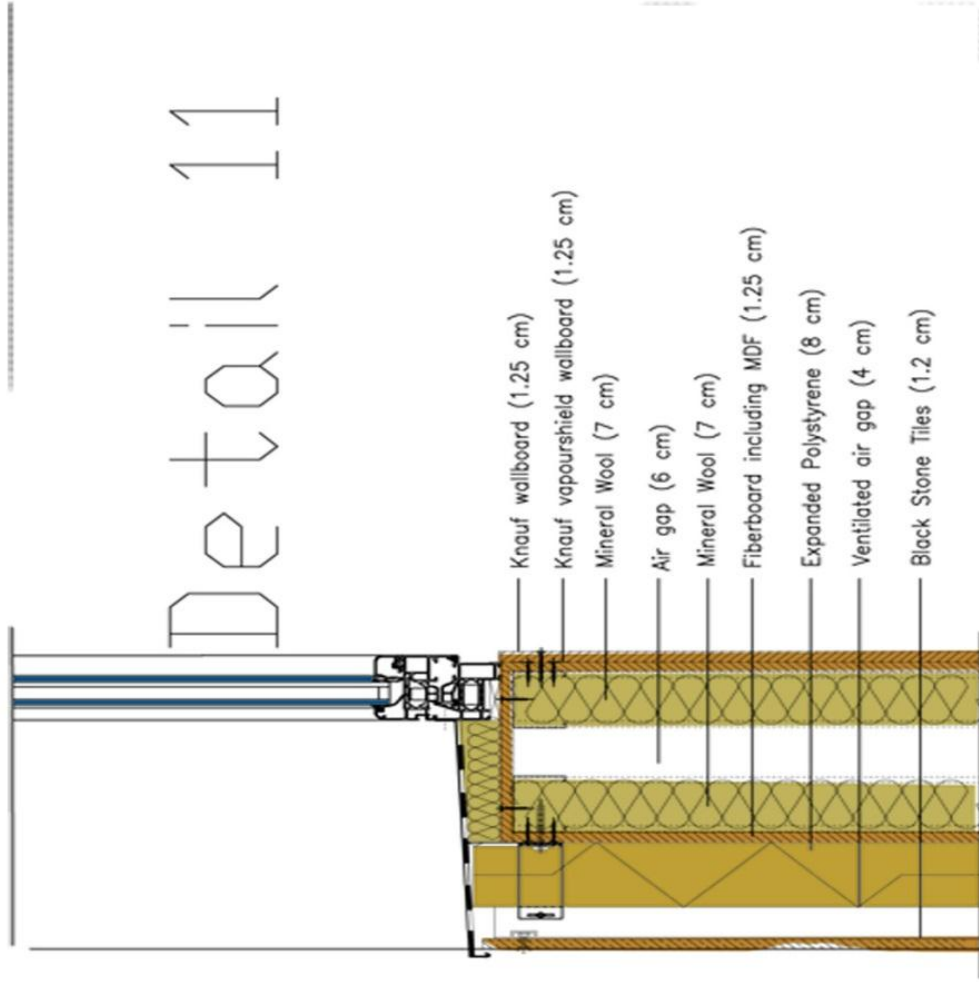 Detail 11
Knauf wallboard (1.25 cm)
Knauf vapourshield wallboard (1.25 cm)
Mineral Wool (7 cm)
Air gap (6 cm)
Mineral Wool (7 cm)
Fiberboard including MDF (1.25 cm)
Expanded Polystyrene (8 cm)
Ventilated air gap (4 cm)
Black Stone Tiles (1.2 cm)